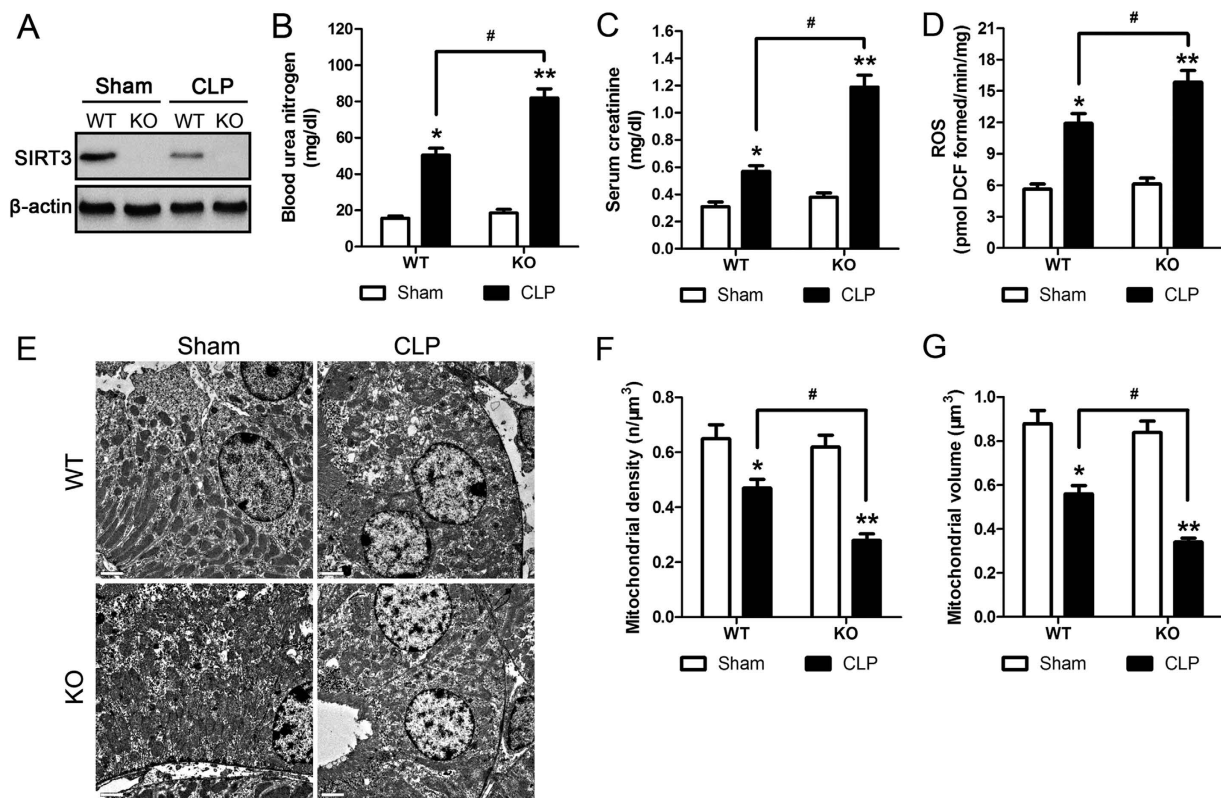 A
Sham CLP
WT KO WT KO
SIRT3
β-actin
B
Blood urea nitrogen
(mg/dl)
120
100
80
60
40
20
0
*
**
#
WT KO
Sham CLP
C
Serum creatinine
(mg/dl)
1.6
1.4
1.2
1.0
0.8
0.6
0.4
0.2
0.0
*
**
#
WT KO
Sham CLP
D
ROS
(pmol DCF formed/min/mg)
18
15
12
9
6
3
0
*
**
#
WT KO
Sham CLP
E
Sham CLP
WT
KO
F
Mitochondrial density (n/μm³)
0.8
0.6
0.4
0.2
0.0
*
**
#
WT KO
Sham CLP
G
Mitochondrial volume (μm³)
1.0
0.8
0.6
0.4
0.2
0.0
*
**
#
WT KO
Sham CLP